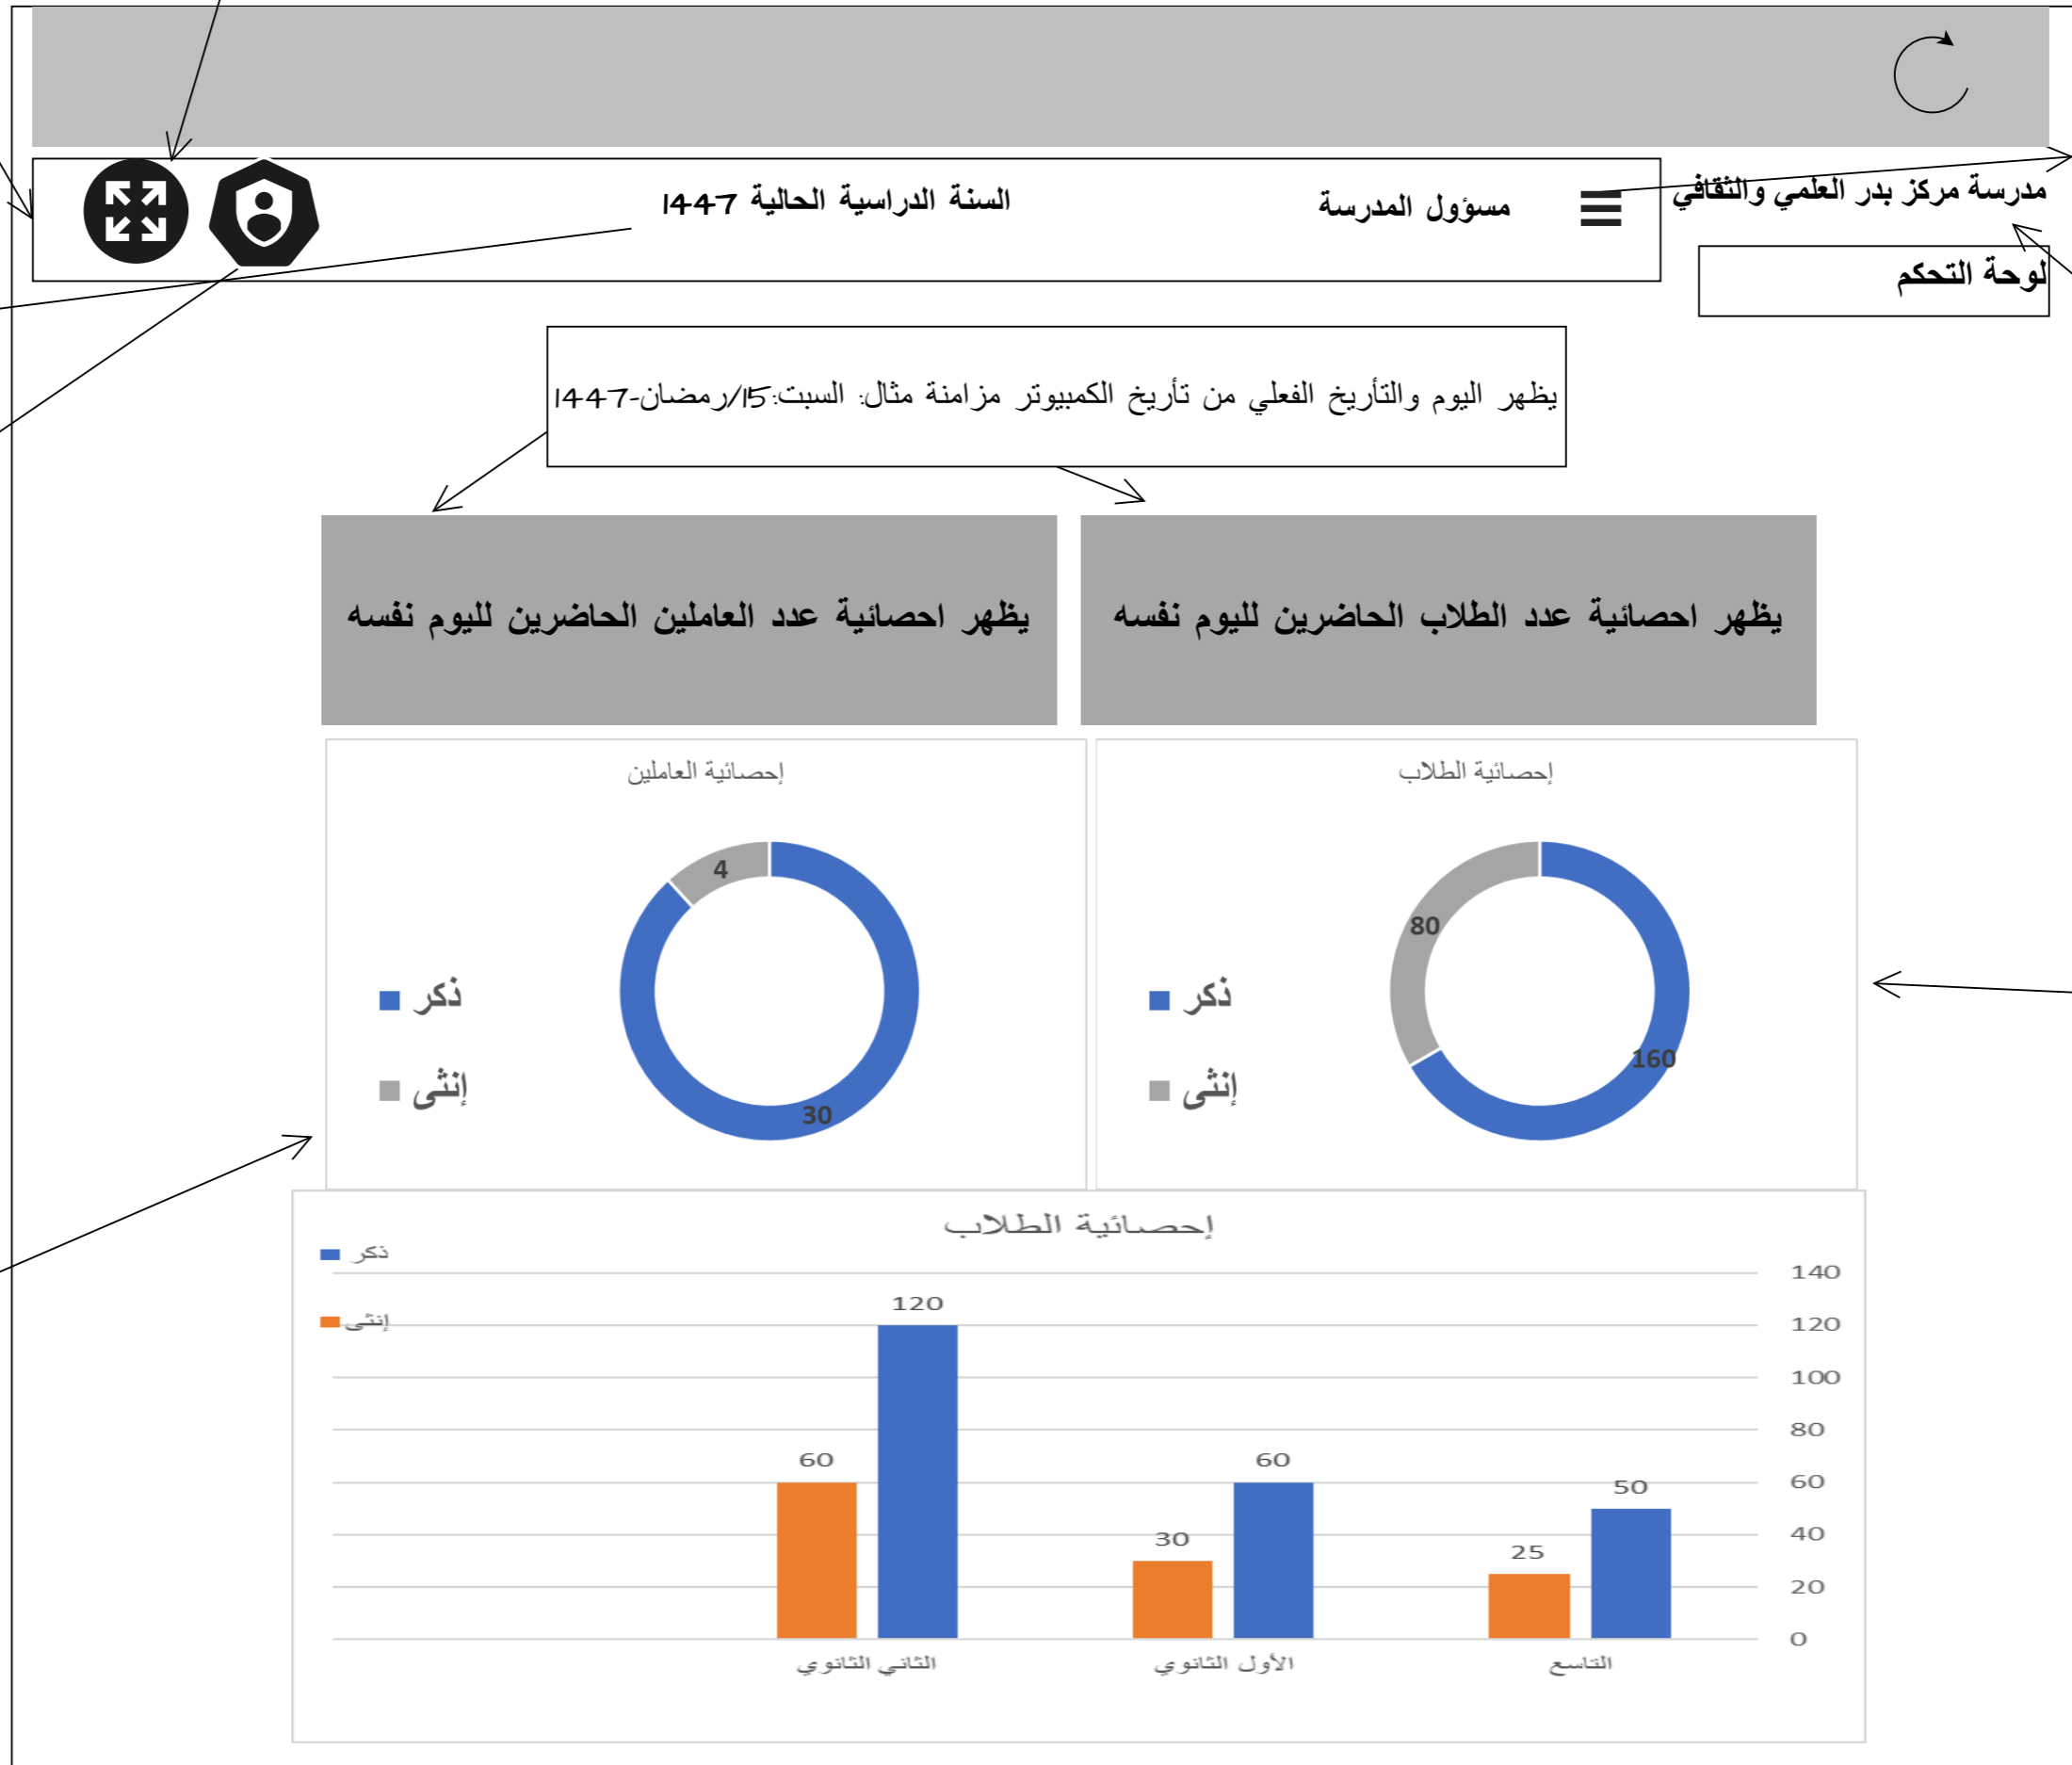 مدرسة مركز بدر العلمي والثقافي
مسؤول المدرسة
السنة الدراسية الحالية 1447
لوحة التحكم
يظهر اليوم والتأريخ الفعلي من تأريخ الكمبيوتر مزامنة مثال: السبت:15/رمضان-1447
يظهر احصائية عدد الطلاب الحاضرين لليوم نفسه
يظهر احصائية عدد العاملين الحاضرين لليوم نفسه
إحصائية الطلاب
80
160
ذكر
إنثى
إحصائية العاملين
4
30
ذكر
إنثى
إحصائية الطلاب
ذكر
إنثى
140
120
100
80
60
40
20
0
50
25
60
30
120
60
التاسع
الأول الثانوي
الثاني الثانوي